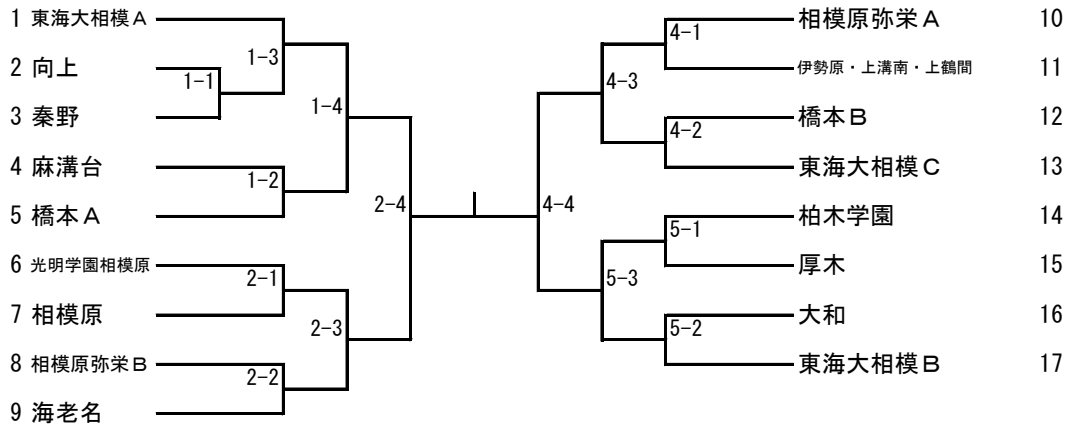 1 東海大相模A
2 向上
3 秦野
4 麻溝台
5 橋本A
6 光明学園相模原
7 相模原
8 相模原弥栄B
9 海老名
1-1
1-3
1-2
1-4
2-1
2-2
2-3
2-4
4-4
4-3
5-3
4-1
4-2
5-1
5-2
相模原弥栄A 10
伊勢原・上溝南・上鶴間 11
橋本B 12
東海大相模C 13
柏木学園 14
厚木 15
大和 16
東海大相模B 17